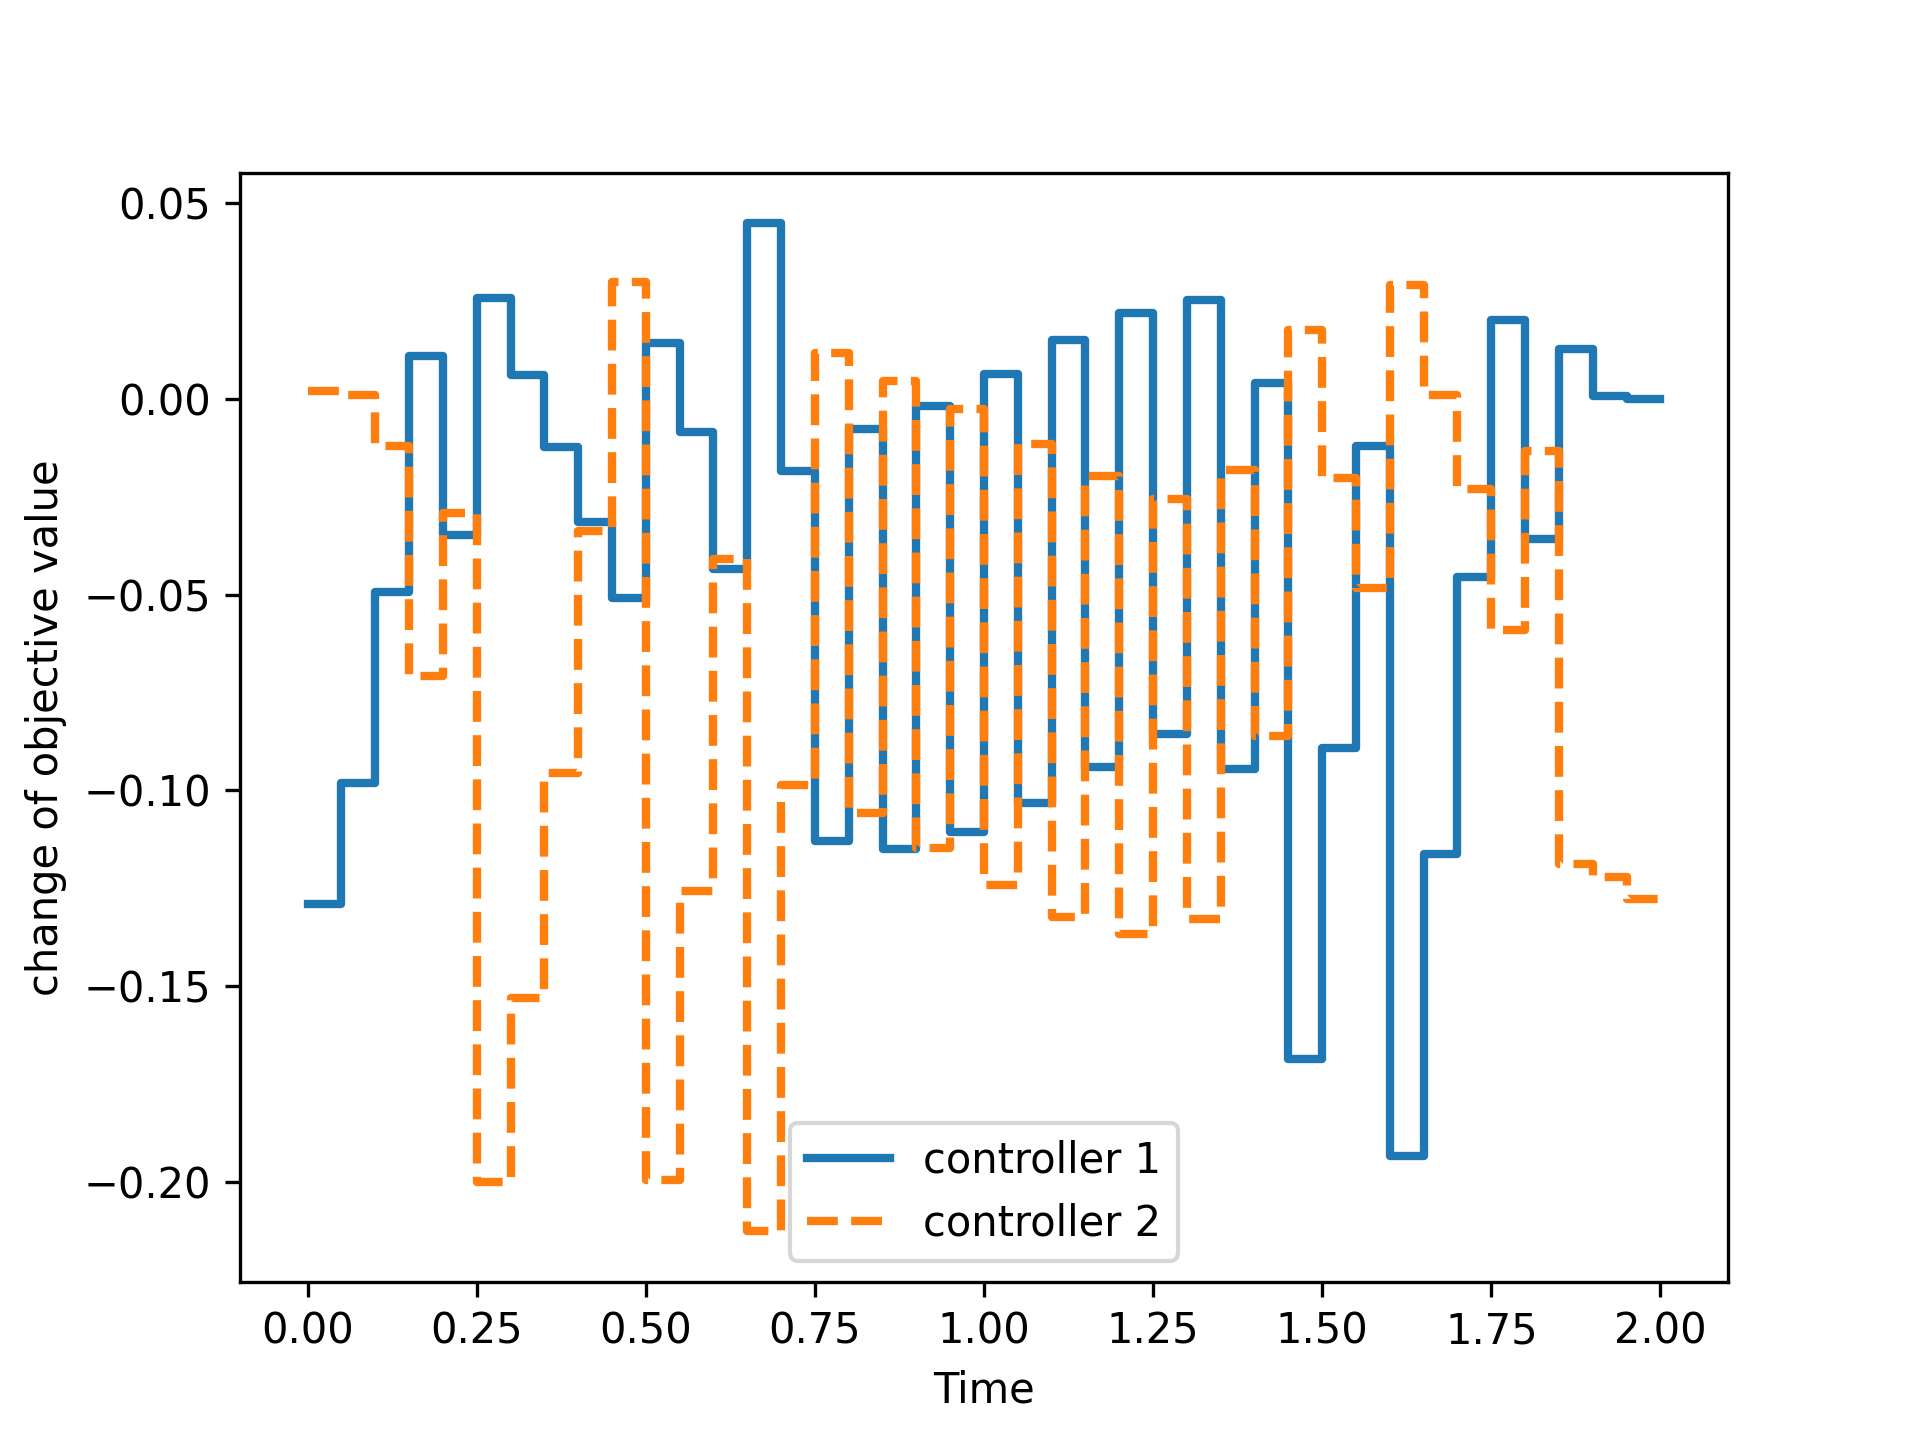 change of objective value
0.05
0.00
−0.05
−0.10
−0.15
−0.20
controller 1
controller 2
0.00 0.25 0.50 0.75 1.00 1.25 1.50 1.75 2.00
Time